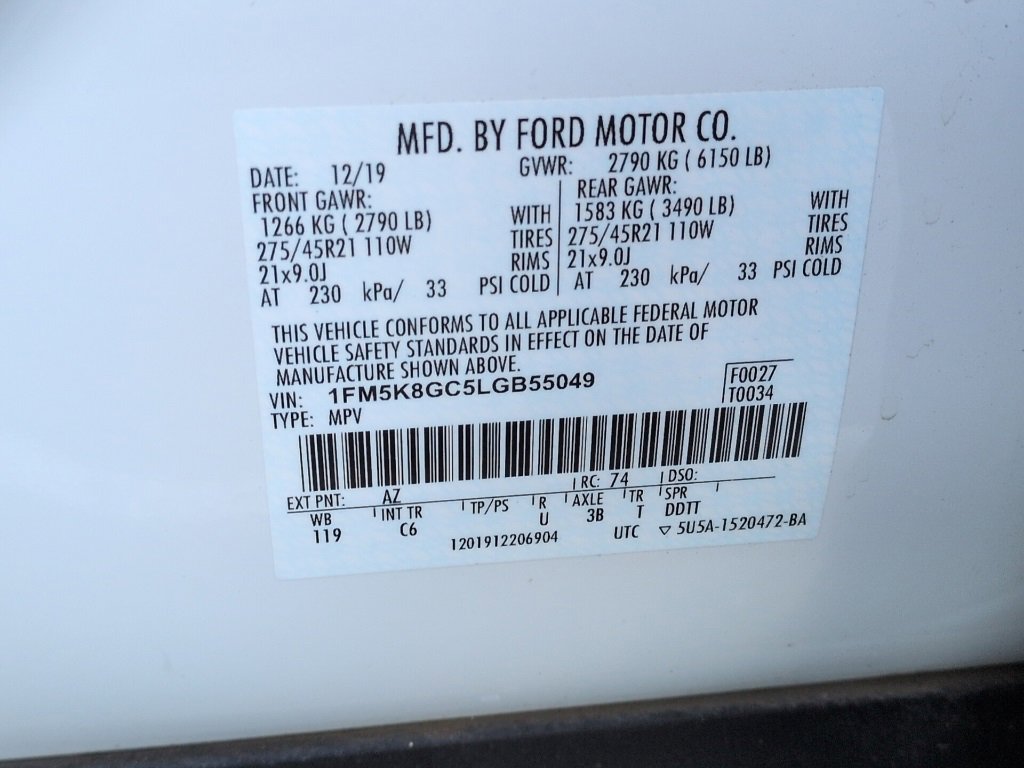 MFD. BY FORD MOTOR CO.
DATE: 12/19 GVWR: 2790 KG ( 6150 LB)
FRONT GAWR: REAR GAWR:
1266 KG ( 2790 LB) WITH 1583 KG ( 3490 LB) WITH
275/45R21 110W TIRES 275/45R21 110W TIRES
21x9.0J RIMS 21x9.0J RIMS
AT 230 kPa/ 33 PSI COLD AT 230 kPa/ 33 PSI COLD
THIS VEHICLE CONFORMS TO ALL APPLICABLE FEDERAL MOTOR
VEHICLE SAFETY STANDARDS IN EFFECT ON THE DATE OF
MANUFACTURE SHOWN ABOVE.
VIN: 1FM5K8GC5LGB55049 F0027
TYPE: MPV T0034
EXT PNT: AZ RC: 74 DSO:
WB INT TR TP/PS R AXLE TR SPR
119 C6 U 3B T DDTT
1201912206904 UTC ▽ 5U5A-1520472-BA